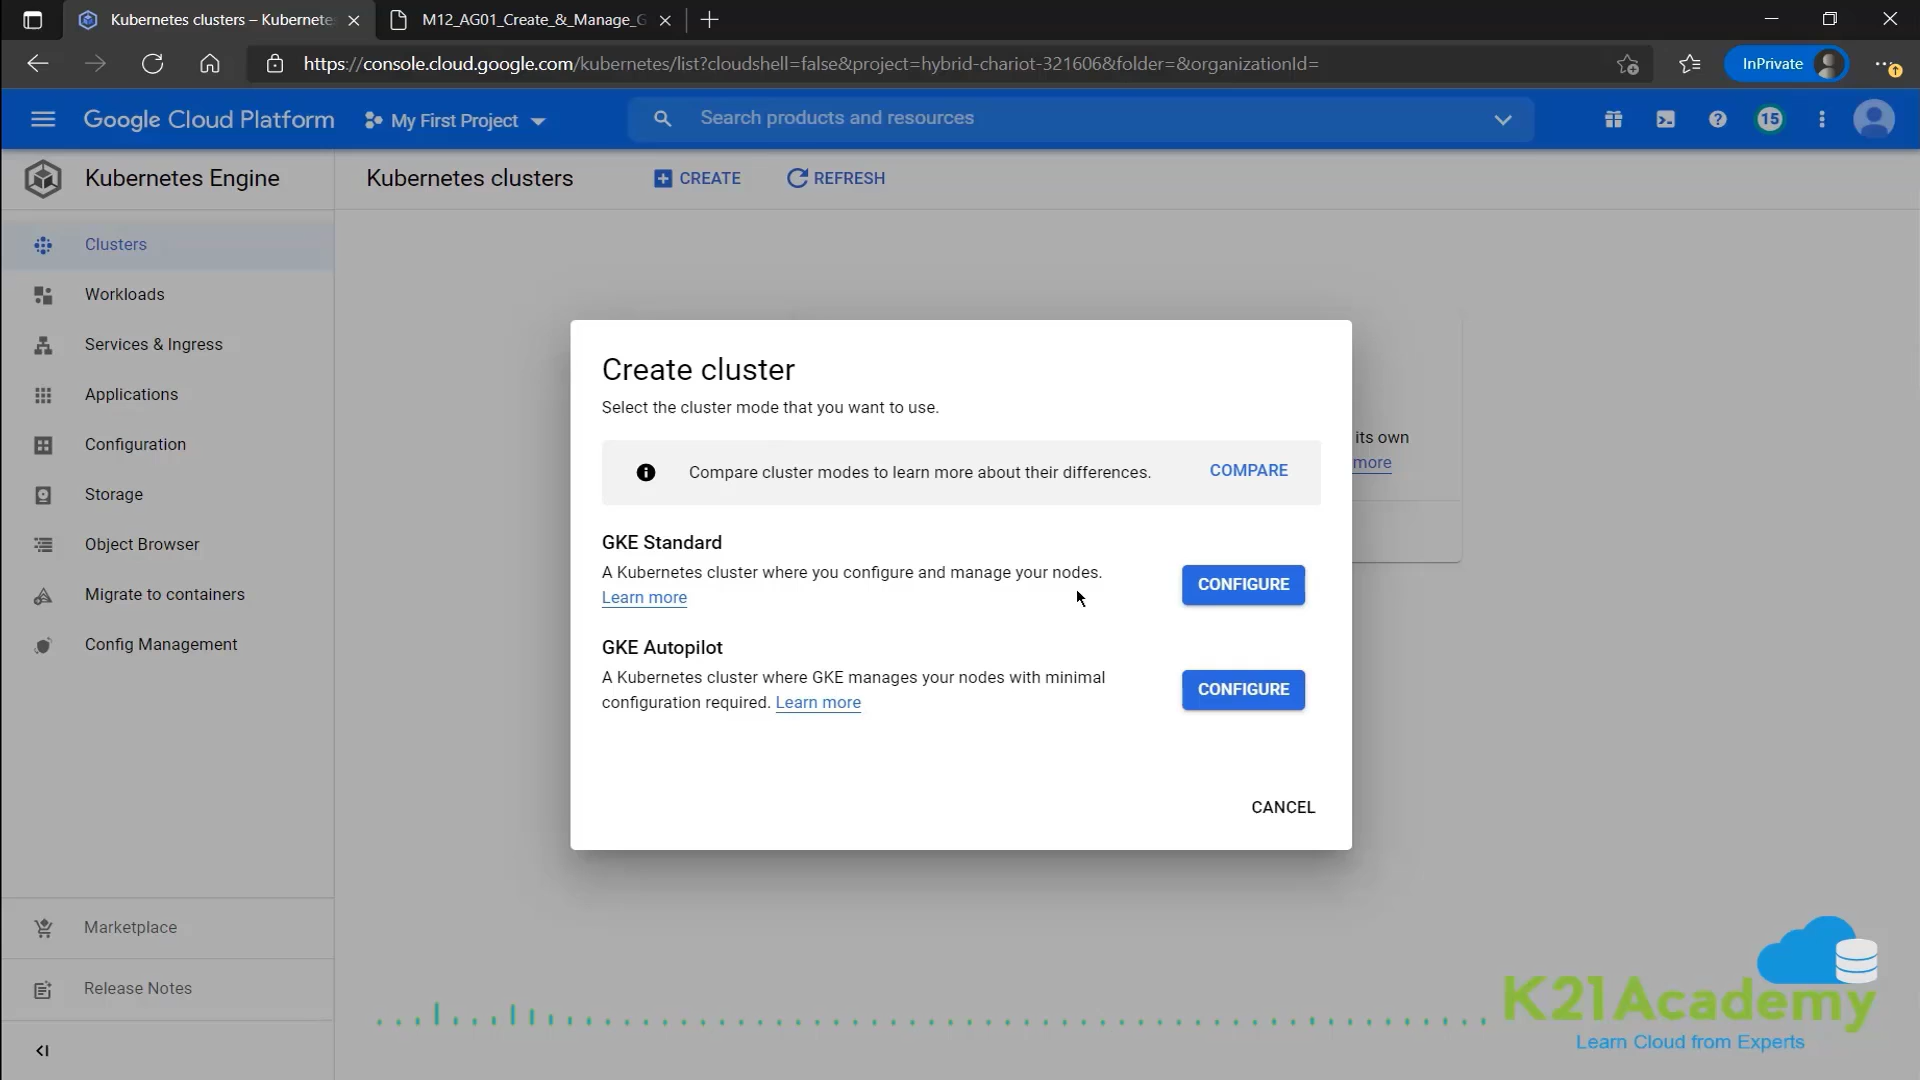 Kubernetes clusters – Kubernete
M12_AG01_Create_&_Manage_G
https://console.cloud.google.com/kubernetes/list?cloudshell=false&project=hybrid-chariot-321606&folder=&organizationId=
InPrivate
Google Cloud Platform
My First Project
Search products and resources
15
Kubernetes Engine
Kubernetes clusters
CREATE
REFRESH
Clusters
Workloads
Services & Ingress
Applications
Configuration
Storage
Object Browser
Migrate to containers
Config Management
Marketplace
Release Notes
its own
more
Create cluster
Select the cluster mode that you want to use.
Compare cluster modes to learn more about their differences.
COMPARE
GKE Standard
A Kubernetes cluster where you configure and manage your nodes.
Learn more
CONFIGURE
GKE Autopilot
A Kubernetes cluster where GKE manages your nodes with minimal
configuration required. Learn more
CONFIGURE
CANCEL
K21Academy
Learn Cloud from Experts